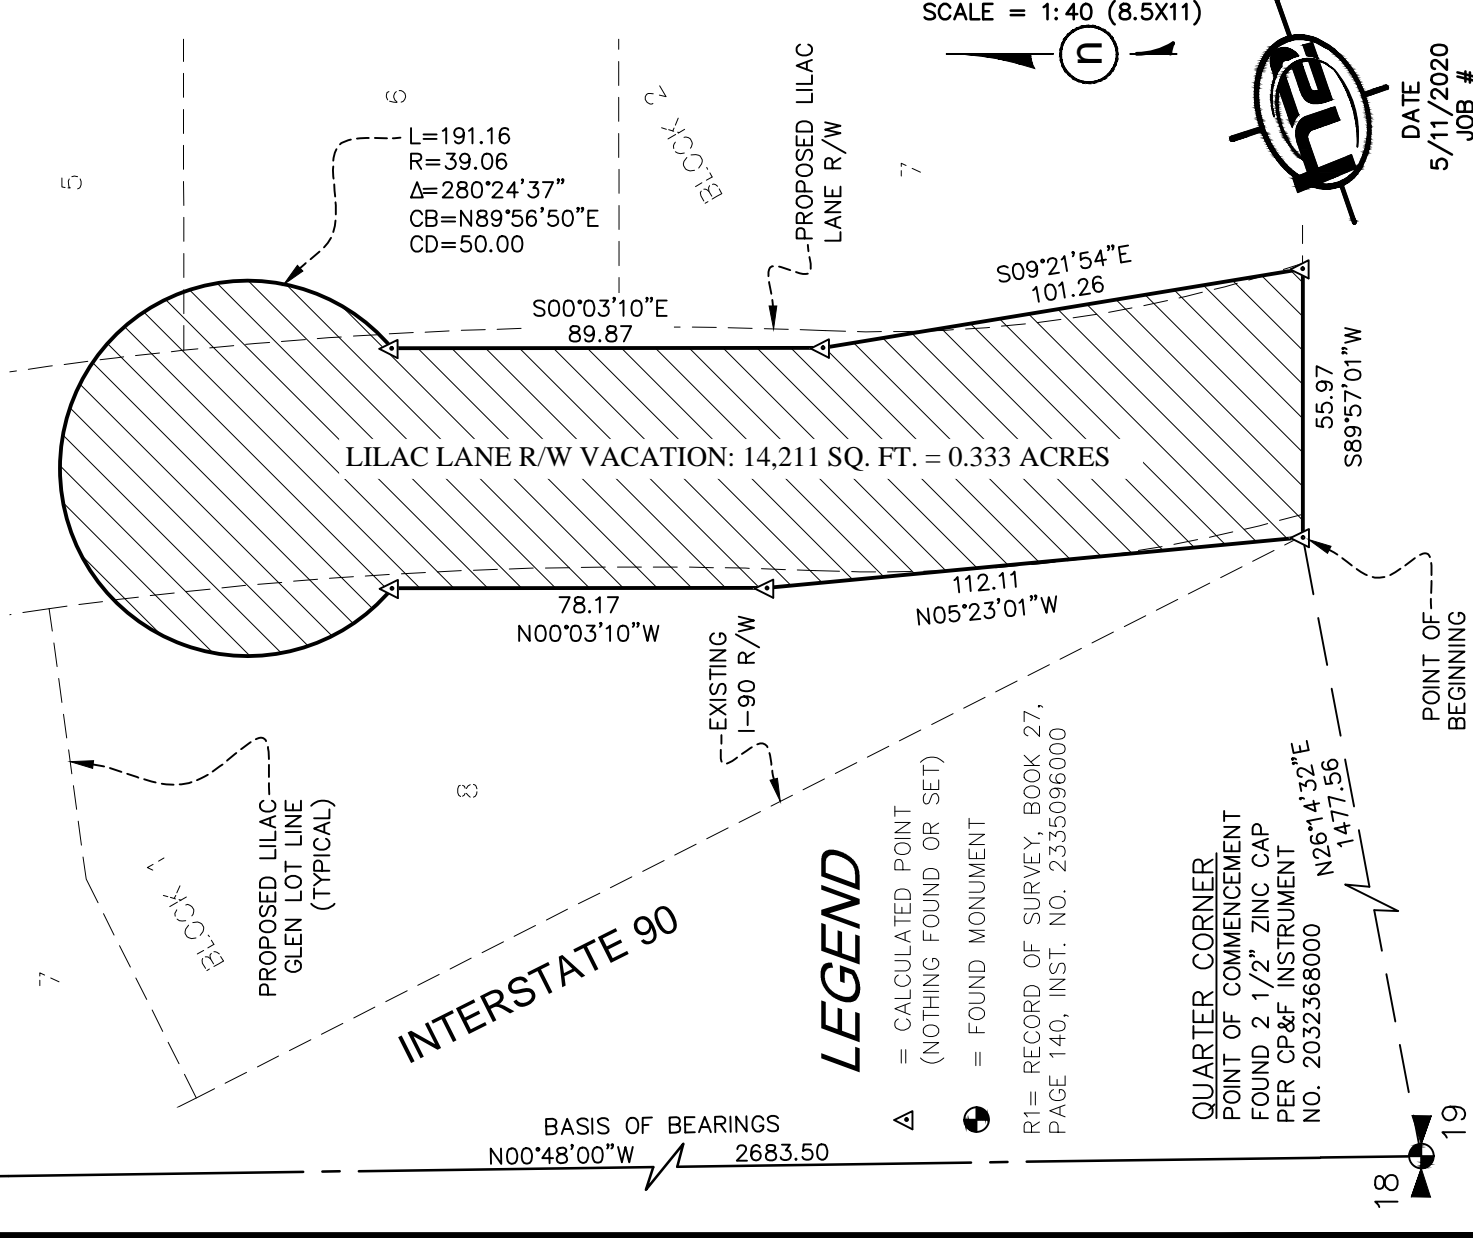 SCALE = 1:40 (8.5X11)
n
DATE
5/11/2020
JOB #
5
6
BLOCK 2
7
L=191.16
R=39.06
Δ=280°24'37"
CB=N89°56'50"E
CD=50.00
PROPOSED LILAC
LANE R/W
S00°03'10"E
89.87
S09°21'54"E
101.26
LILAC LANE R/W VACATION: 14,211 SQ. FT. = 0.333 ACRES
55.97
S89°57'01"W
78.17
N00°03'10"W
112.11
N05°23'01"W
EXISTING
I-90 R/W
POINT OF
BEGINNING
PROPOSED LILAC
GLEN LOT LINE
(TYPICAL)
8
BLOCK 1
7
INTERSTATE 90
LEGEND
= CALCULATED POINT
(NOTHING FOUND OR SET)
= FOUND MONUMENT
R1= RECORD OF SURVEY, BOOK 27,
PAGE 140, INST. NO. 2335096000
N26°14'32"E
1477.56
QUARTER CORNER
POINT OF COMMENCEMENT
FOUND 2 1/2" ZINC CAP
PER CP&F INSTRUMENT
NO. 2032368000
BASIS OF BEARINGS
N00°48'00"W 2683.50
18
19